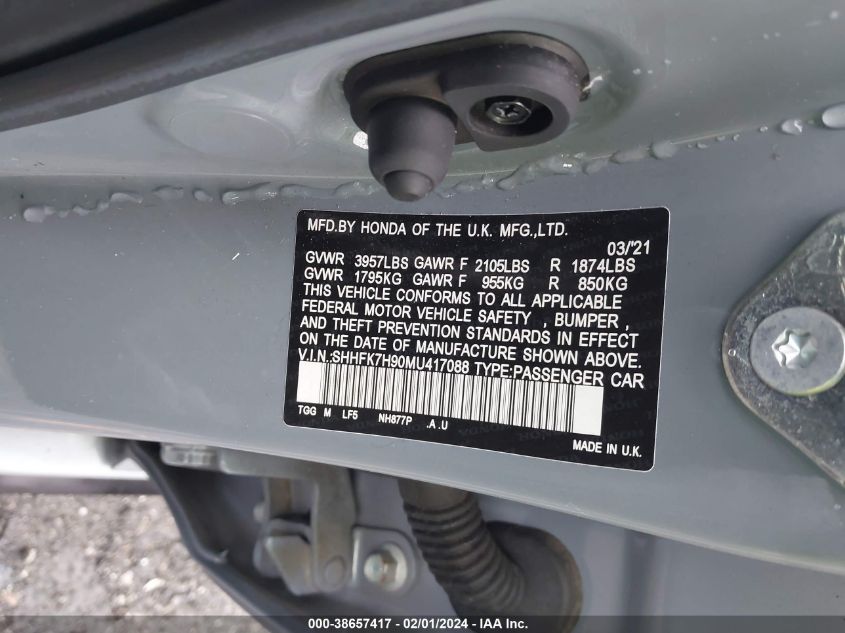 MFD.BY HONDA OF THE U.K. MFG.,LTD.
03/'21
GVWR 3957LBS GAWR F 2105LBS R 1874LBS
GVWR 1795KG GAWR F 955KG R 850KG
THIS VEHICLE CONFORMS TO ALL APPLICABLE
FEDERAL MOTOR VEHICLE SAFETY , BUMPER ,
AND THEFT PREVENTION STANDARDS IN EFFECT
ON THE DATE OF MANUFACTURE SHOWN ABOVE.
V.I.N.:SHHFK7H90MU417088 TYPE:PASSENGER CAR
TGG M LF5 NH877P .A.U
MADE IN U.K.
000-38657417 - 02/01/2024 - IAA Inc.